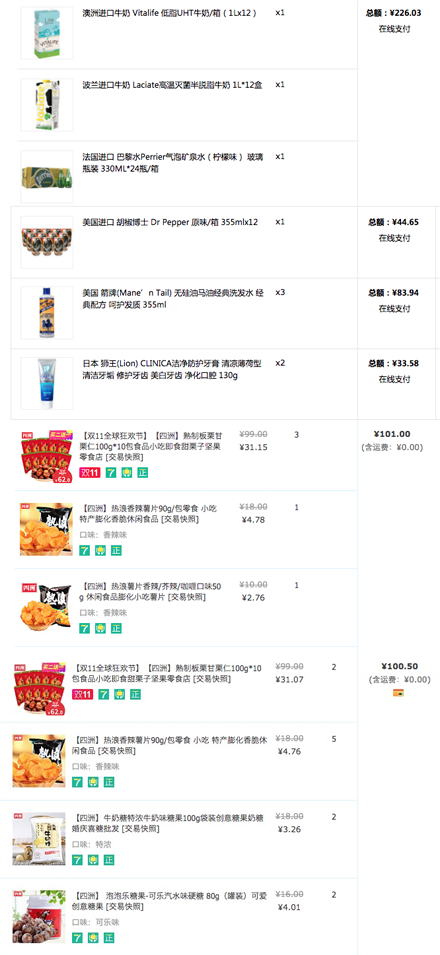 澳洲进口牛奶 Vitalife 低脂UHT牛奶/箱（1Lx12）
x1
总额：¥226.03
在线支付
波兰进口牛奶 Laciate高温灭菌半脱脂牛奶 1L*12盒
x1
法国进口 巴黎水Perrier气泡矿泉水（柠檬味） 玻璃
瓶装 330ML*24瓶/箱
x1
美国进口 胡椒博士 Dr Pepper 原味/箱 355mlx12
x1
总额：¥44.65
在线支付
美国 箭牌(Mane’n Tail) 无硅油马油经典洗发水 经
典配方 呵护发质 355ml
x3
总额：¥83.94
在线支付
日本 狮王(Lion) CLINICA洁净防护牙膏 清凉薄荷型
清洁牙垢 修护牙齿 美白牙齿 净化口腔 130g
x2
总额：¥33.58
在线支付
【双11全球狂欢节】【四洲】熟制板栗甘
栗仁100g*10包食品小吃即食甜栗子坚果
零食店 [交易快照]
双11 7 正
¥99.00
¥31.15
3
¥101.00
(含运费：¥0.00)
【四洲】热浪香辣薯片90g/包零食 小吃
特产膨化香脆休闲食品 [交易快照]
口味：香辣味
7 正
¥18.00
¥4.78
1
【四洲】热浪薯片香辣/芥辣/咖喱口味50
g 休闲食品膨化小吃薯片 [交易快照]
口味：香辣味
7 正
¥10.00
¥2.76
1
【双11全球狂欢节】【四洲】熟制板栗甘栗仁100g*10
包食品小吃即食甜栗子坚果零食店 [交易快照]
双11 7 正
¥99.00
¥31.07
2
¥100.50
(含运费：¥0.00)
【四洲】热浪香辣薯片90g/包零食 小吃 特产膨化香脆休
闲食品 [交易快照]
口味：香辣味
7 正
¥18.00
¥4.76
5
【四洲】牛奶糖特浓牛奶味糖果100g袋装创意糖果奶糖
婚庆喜糖批发 [交易快照]
口味：特浓
7 正
¥18.00
¥3.26
2
【四洲】 泡泡乐糖果-可乐汽水味硬糖 80g（罐装）可爱
创意糖果 [交易快照]
口味：可乐味
7 正
¥16.00
¥4.01
2